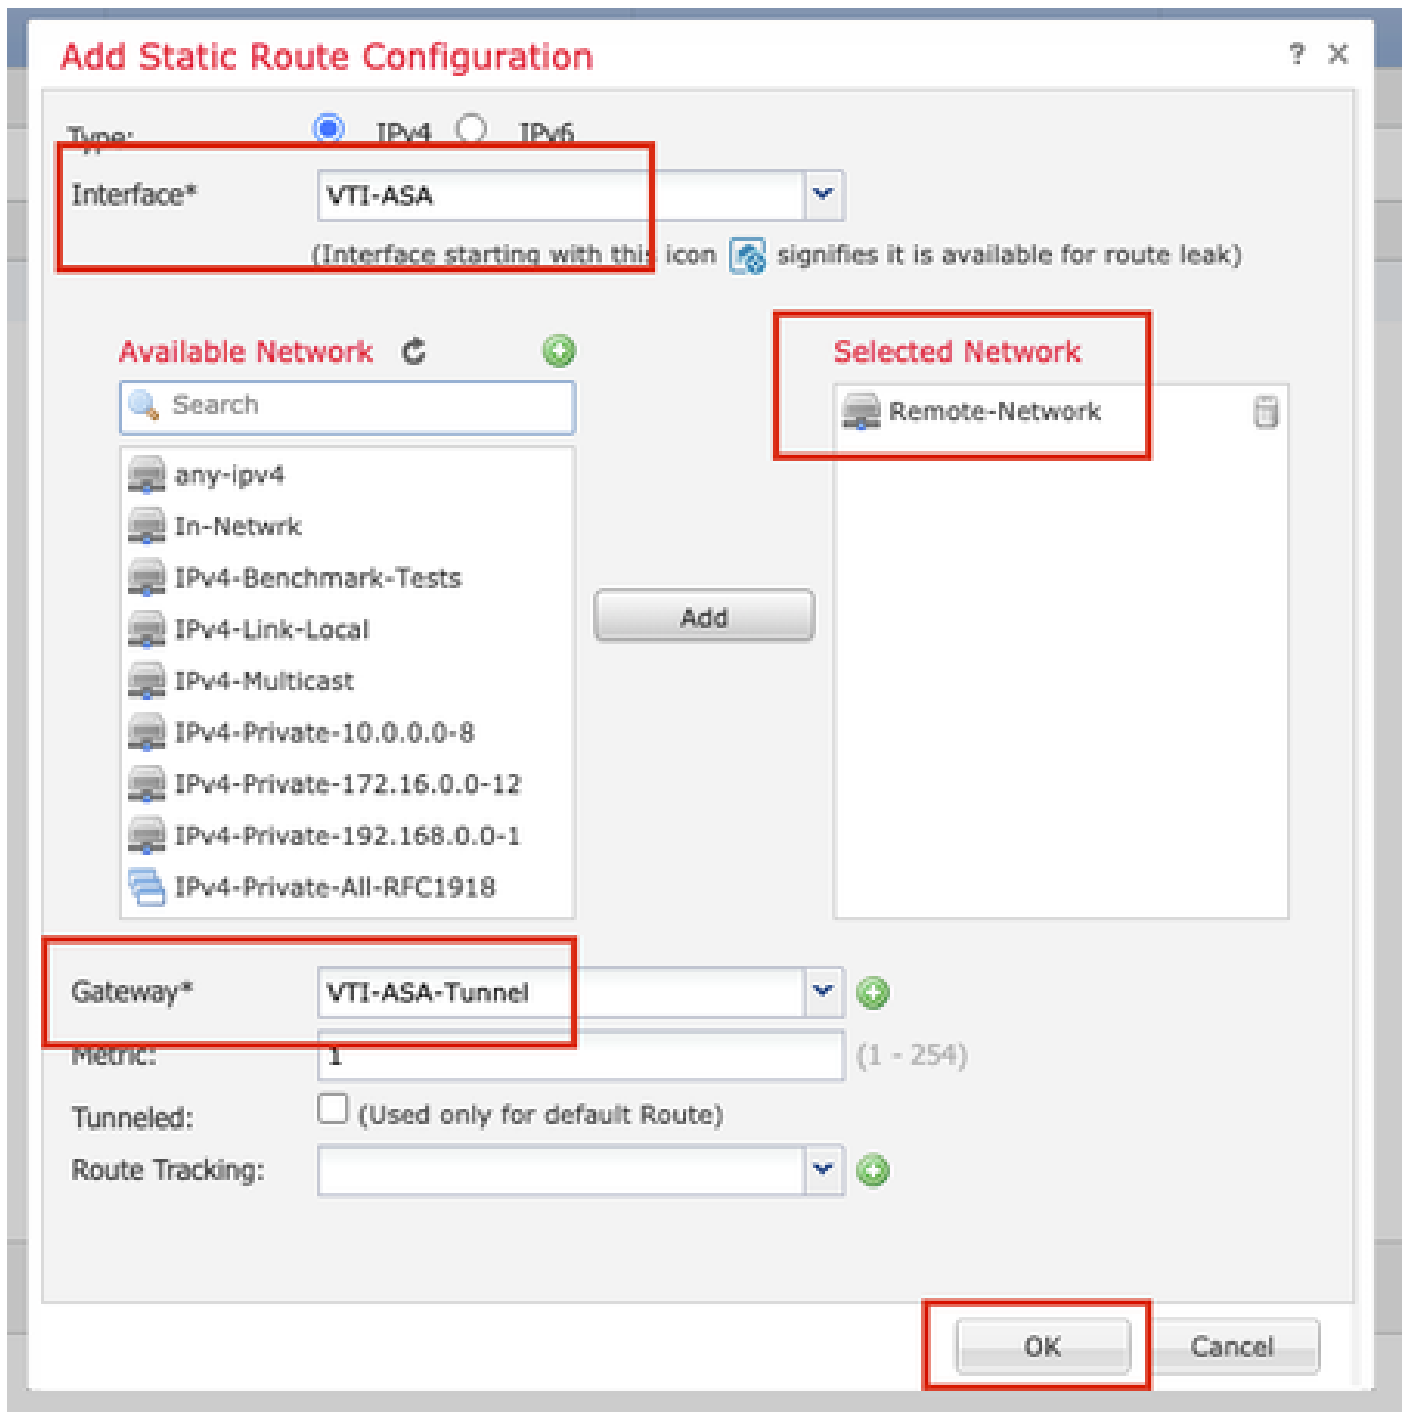 Add Static Route Configuration ? X
Type: IPv4 IPv6
Interface* VTI-ASA
(Interface starting with this icon signifies it is available for route leak)
Available Network
Selected Network
Search
Remote-Network
any-ipv4
In-Netwrk
IPv4-Benchmark-Tests
IPv4-Link-Local
Add
IPv4-Multicast
IPv4-Private-10.0.0.0-8
IPv4-Private-172.16.0.0-12
IPv4-Private-192.168.0.0-1
IPv4-Private-All-RFC1918
Gateway* VTI-ASA-Tunnel
Metric: 1 (1 - 254)
Tunneled: (Used only for default Route)
Route Tracking:
OK Cancel